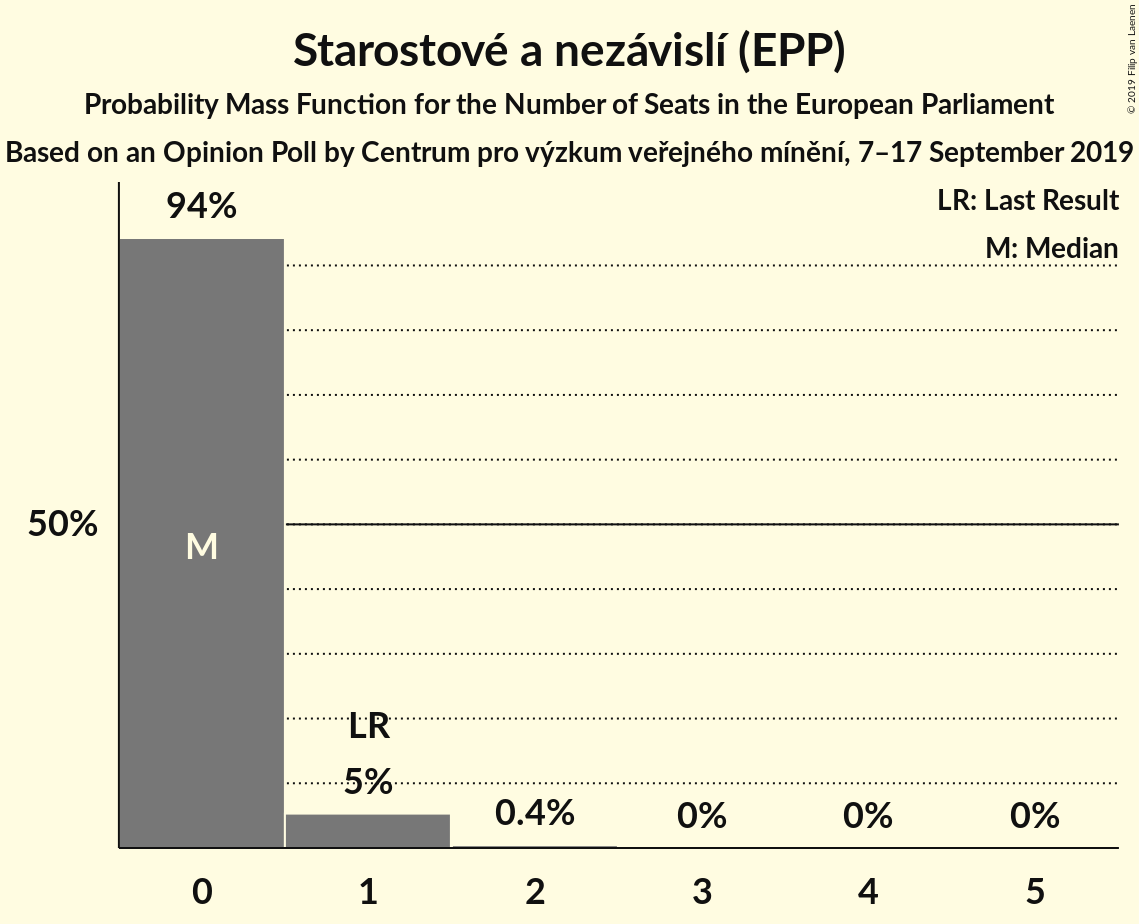 Starostové a nezávislí (EPP)
Probability Mass Function for the Number of Seats in the European Parliament
Based on an Opinion Poll by Centrum pro výzkum veřejného mínění, 7–17 September 2019
© 2019 Filip van Laenen
LR: Last Result
M: Median
94%
50%
M
LR
5%
0.4%
0%
0%
0%
0 1 2 3 4 5